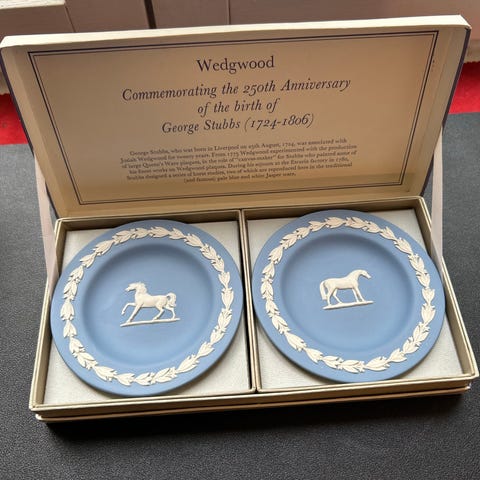 Wedgwood
Commemorating the 250th Anniversary
of the birth of
George Stubbs (1724-1806)
George Stubbs, who was born in Liverpool on 25th August, 1724, was associated with
Josiah Wedgwood for twenty years. From 1775 Wedgwood experimented with the production
of large Queen's Ware plaques, in the role of "canvas-maker" for Stubbs who painted some of
his finest works on Wedgwood plaques. During his sojourn at the Etruria factory in 1780,
Stubbs designed a series of horse studies, two of which are reproduced here in the traditional
(and famous) pale blue and white Jasper ware.